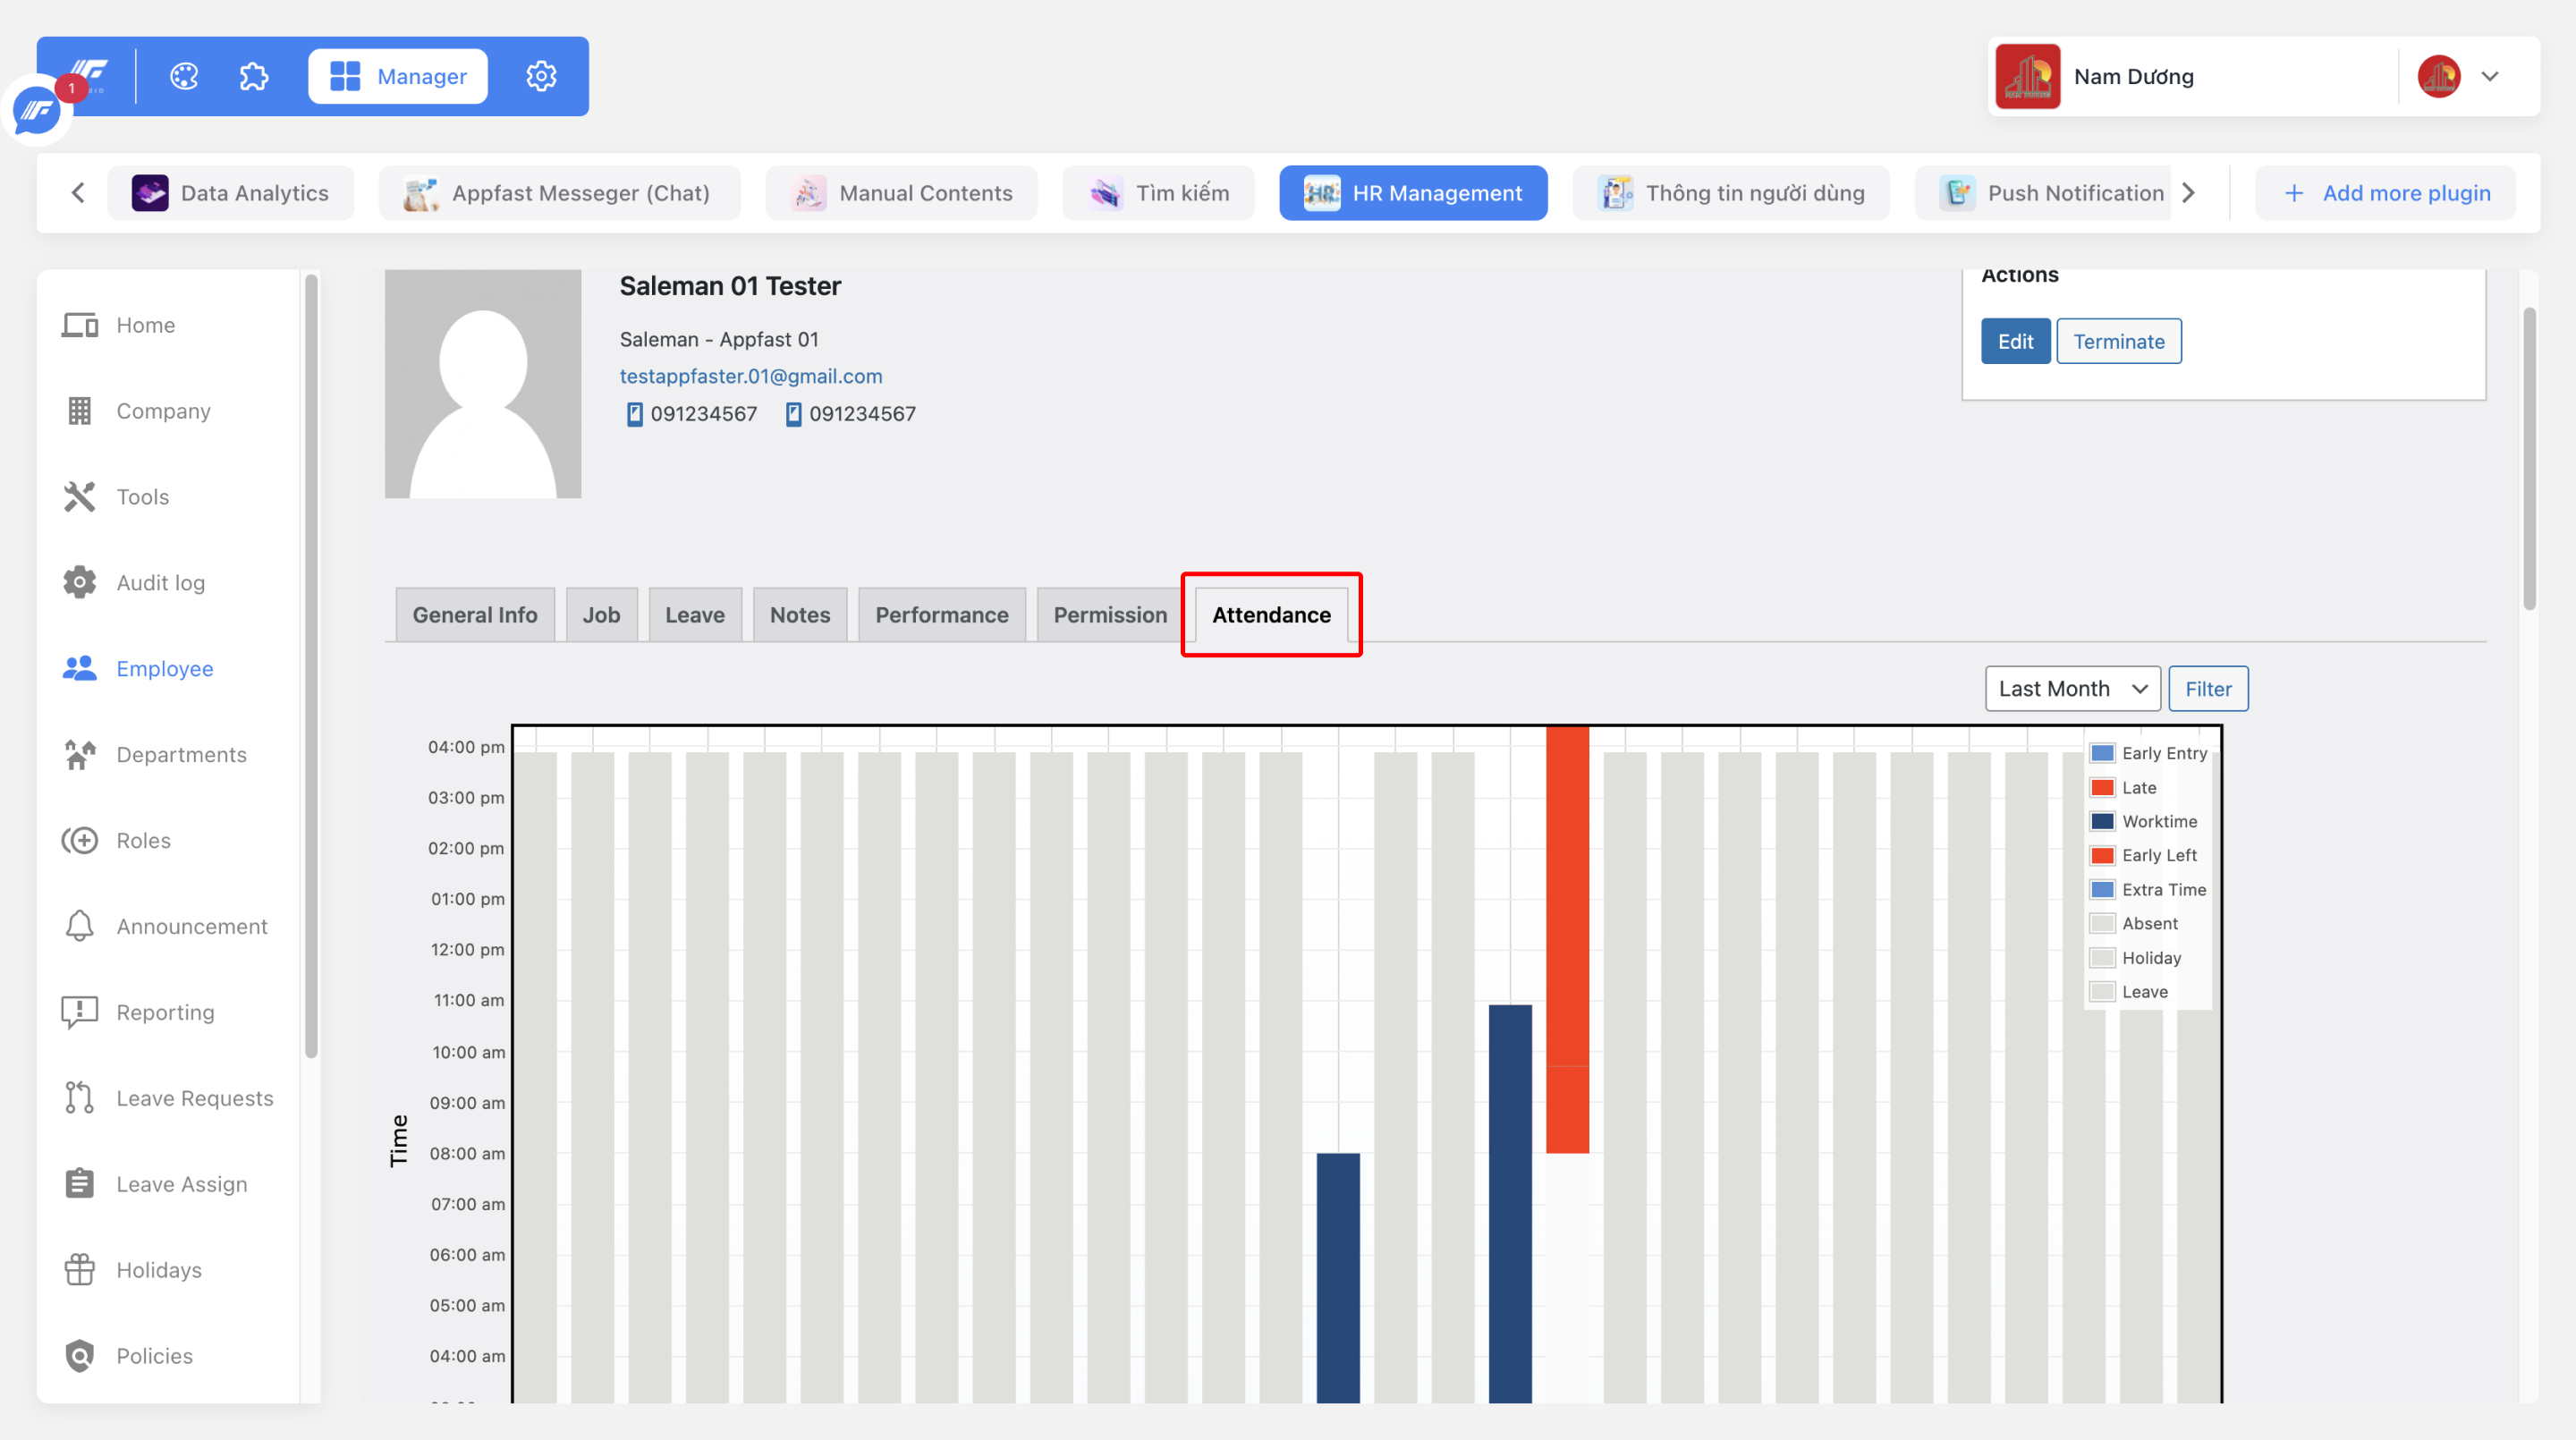 Manager
1
Nam Dương
Data Analytics
Appfast Messeger (Chat)
Manual Contents
Tìm kiếm
HR Management
Thông tin người dùng
Push Notification
+ Add more plugin
Home
Company
Tools
Audit log
Employee
Departments
Roles
Announcement
Reporting
Leave Requests
Leave Assign
Holidays
Policies
Saleman 01 Tester
Saleman - Appfast 01
testappfaster.01@gmail.com
091234567 091234567
Actions
Edit Terminate
General Info Job Leave Notes Performance Permission Attendance
Last Month Filter
Time
04:00 pm
03:00 pm
02:00 pm
01:00 pm
12:00 pm
11:00 am
10:00 am
09:00 am
08:00 am
07:00 am
06:00 am
05:00 am
04:00 am
Early Entry
Late
Worktime
Early Left
Extra Time
Absent
Holiday
Leave